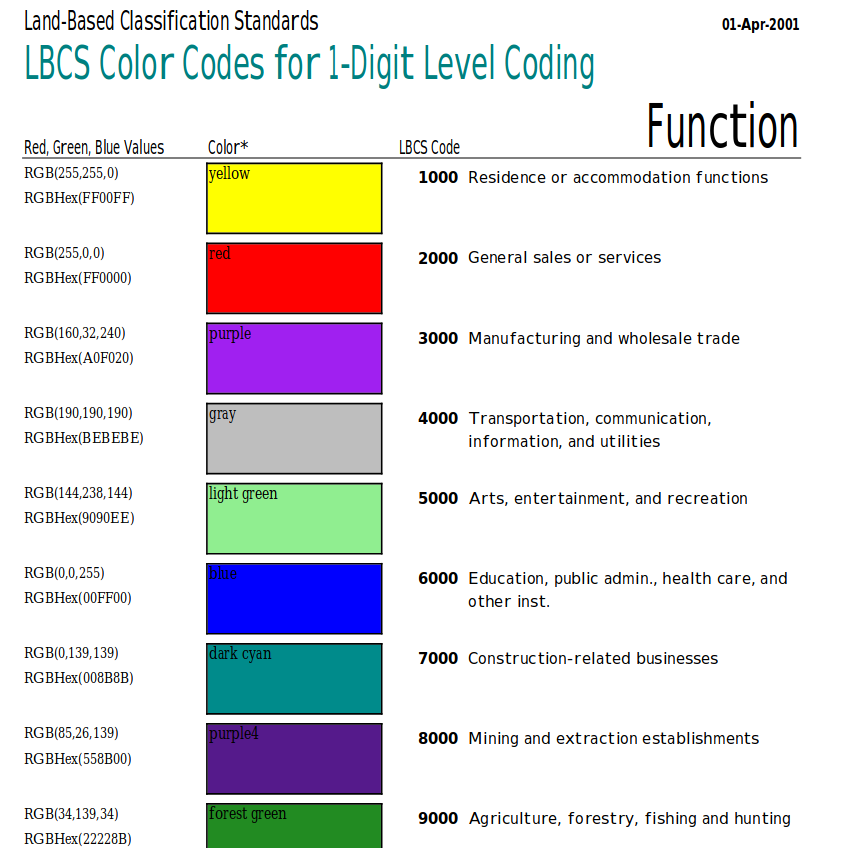 Land-Based Classification Standards
01-Apr-2001
LBCS Color Codes for 1-Digit Level Coding
Function
Red, Green, Blue Values Color* LBCS Code
RGB(255,255,0) yellow 1000 Residence or accommodation functions
RGBHex(FF00FF)
RGB(255,0,0) red 2000 General sales or services
RGBHex(FF0000)
RGB(160,32,240) purple 3000 Manufacturing and wholesale trade
RGBHex(A0F020)
RGB(190,190,190) gray 4000 Transportation, communication,
RGBHex(BEBEBE) information, and utilities
RGB(144,238,144) light green 5000 Arts, entertainment, and recreation
RGBHex(9090EE)
RGB(0,0,255) blue 6000 Education, public admin., health care, and
RGBHex(00FF00) other inst.
RGB(0,139,139) dark cyan 7000 Construction-related businesses
RGBHex(008B8B)
RGB(85,26,139) purple4 8000 Mining and extraction establishments
RGBHex(558B00)
RGB(34,139,34) forest green 9000 Agriculture, forestry, fishing and hunting
RGBHex(22228B)